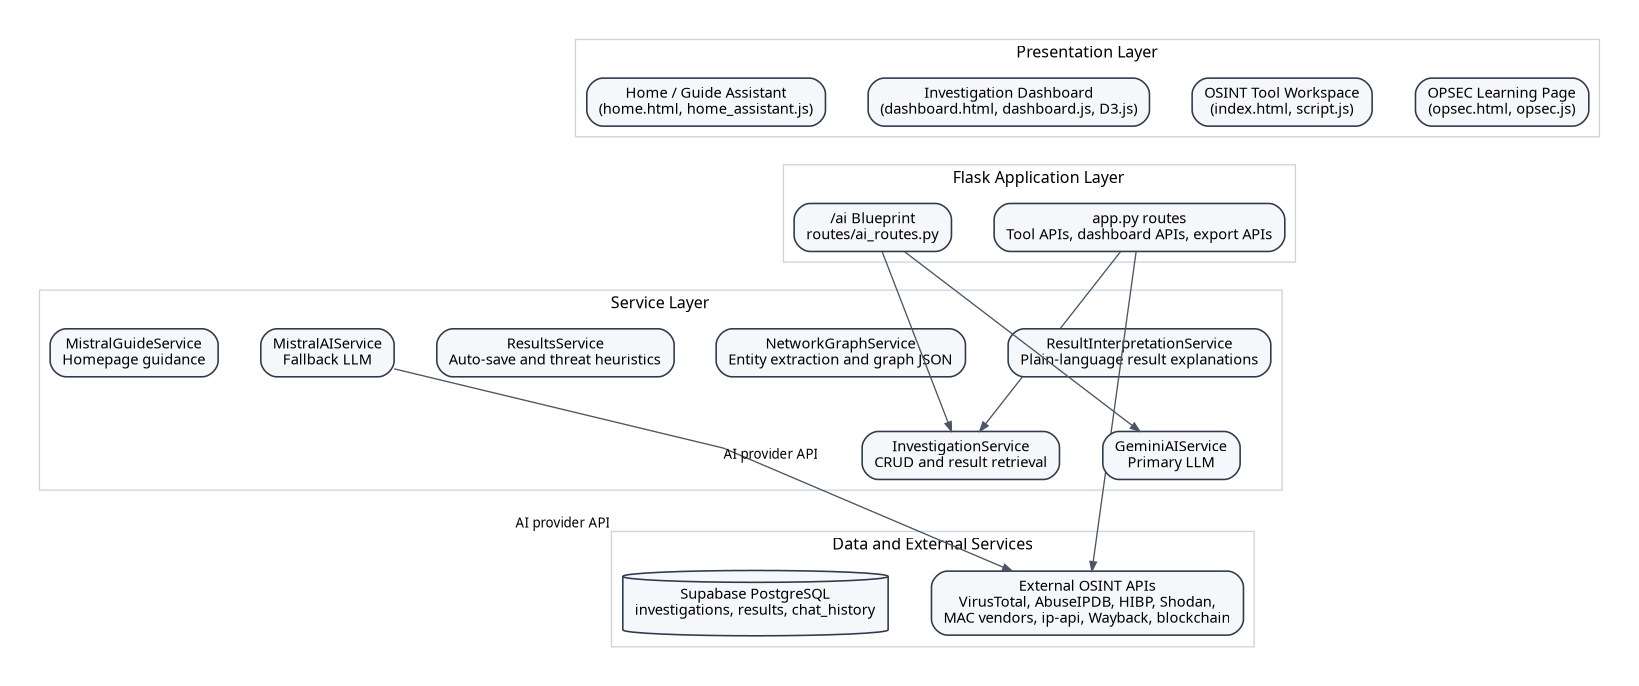 Presentation Layer
Home / Guide Assistant
(home.html, home_assistant.js)
Investigation Dashboard
(dashboard.html, dashboard.js, D3.js)
OSINT Tool Workspace
(index.html, script.js)
OPSEC Learning Page
(opsec.html, opsec.js)
Flask Application Layer
/ai Blueprint
routes/ai_routes.py
app.py routes
Tool APIs, dashboard APIs, export APIs
Service Layer
MistralGuideService
Homepage guidance
MistralAIService
Fallback LLM
ResultsService
Auto-save and threat heuristics
NetworkGraphService
Entity extraction and graph JSON
ResultInterpretationService
Plain-language result explanations
InvestigationService
CRUD and result retrieval
GeminiAIService
Primary LLM
AI provider API
AI provider API
Data and External Services
Supabase PostgreSQL
investigations, results, chat_history
External OSINT APIs
VirusTotal, AbuseIPDB, HIBP, Shodan,
MAC vendors, ip-api, Wayback, blockchain